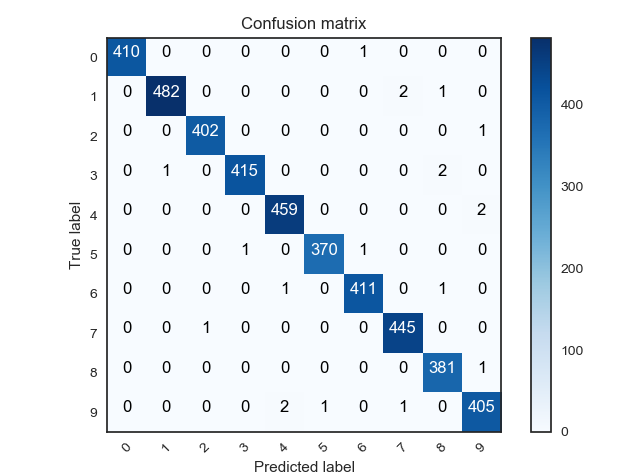 Confusion matrix
0 410 0 0 0 0 0 1 0 0 0
1 0 482 0 0 0 0 0 2 1 0
2 0 0 402 0 0 0 0 0 0 1
3 0 1 0 415 0 0 0 0 2 0
4 0 0 0 0 459 0 0 0 0 2
5 0 0 0 1 0 370 1 0 0 0
6 0 0 0 0 1 0 411 0 1 0
7 0 0 1 0 0 0 0 445 0 0
8 0 0 0 0 0 0 0 0 381 1
9 0 0 0 0 2 1 0 1 0 405
0 1 2 3 4 5 6 7 8 9
True label
Predicted label
400
300
200
100
0